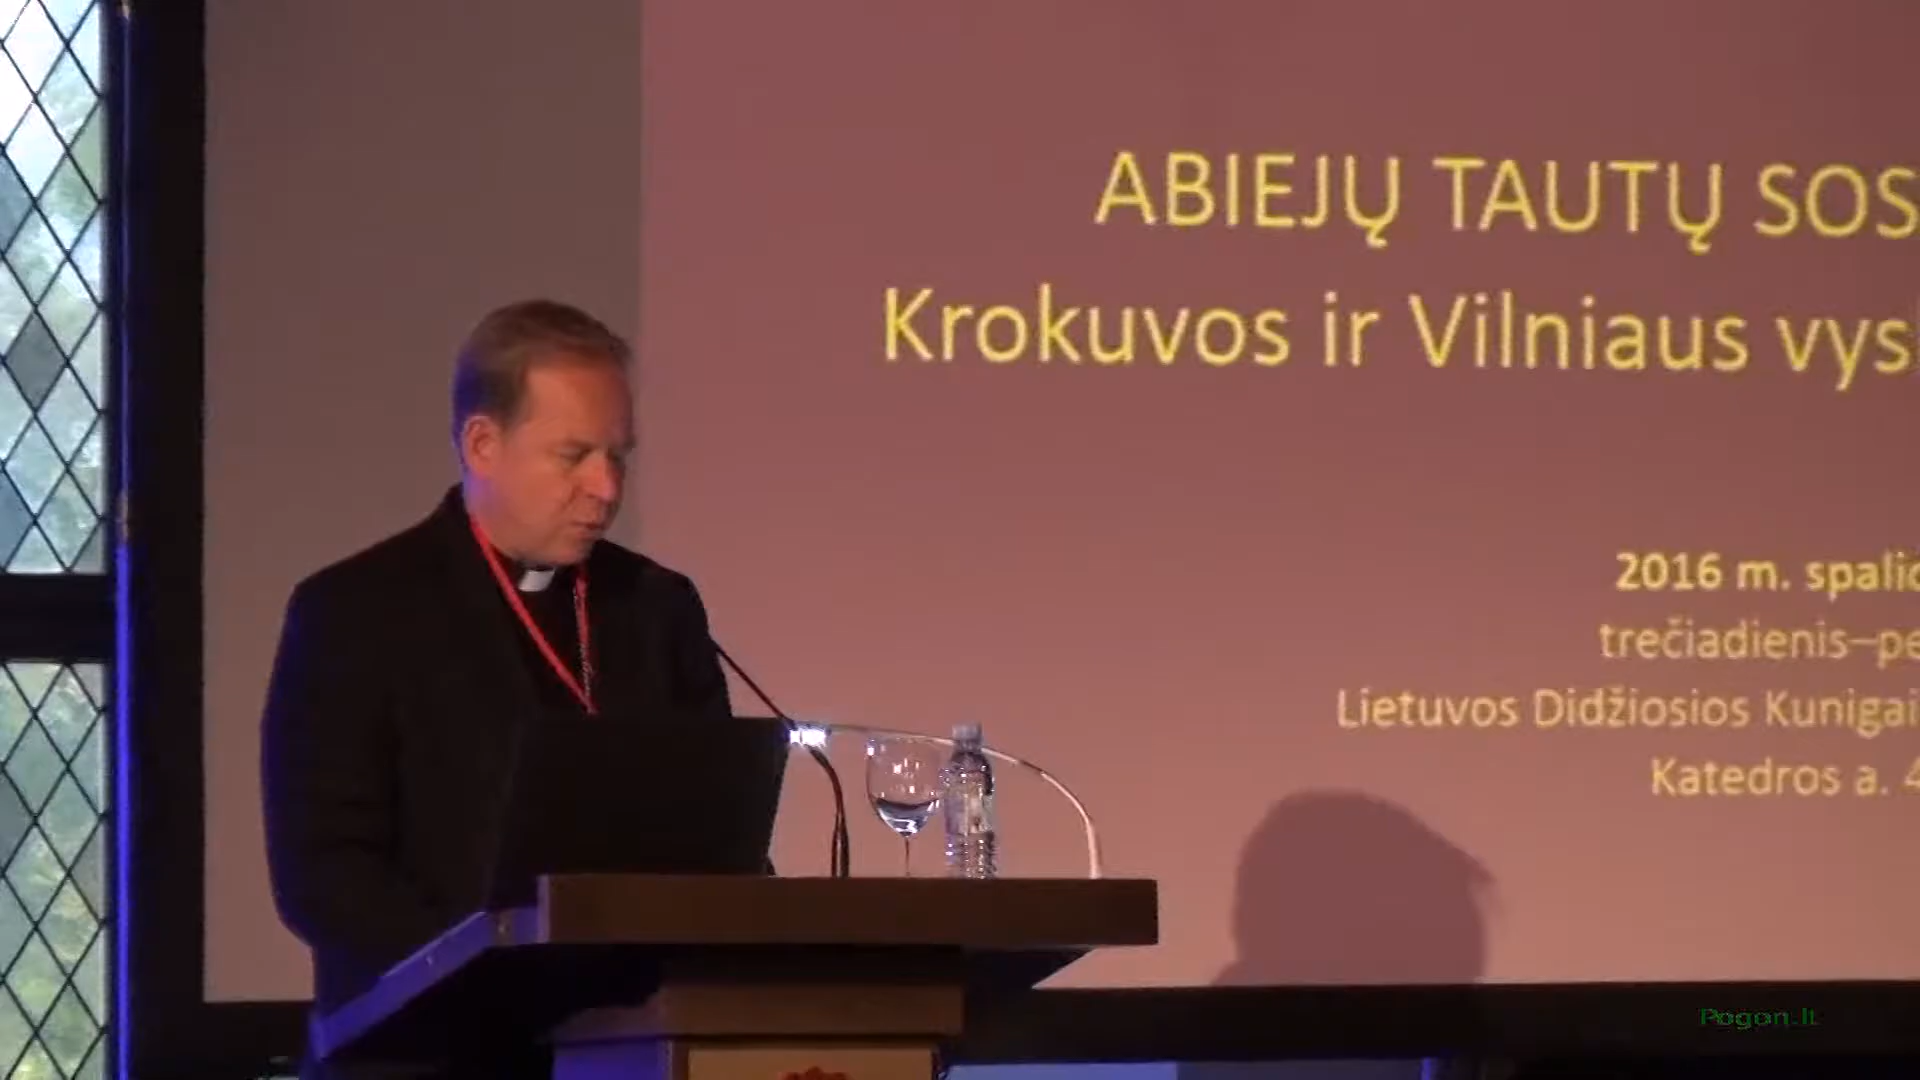 ABIEJŲ TAUTŲ SOS
Krokuvos ir Vilniaus vys
2016 m. spalio
trečiadienis–pe
Lietuvos Didžiosios Kunigai
Katedros a. 4
Pogon.lt